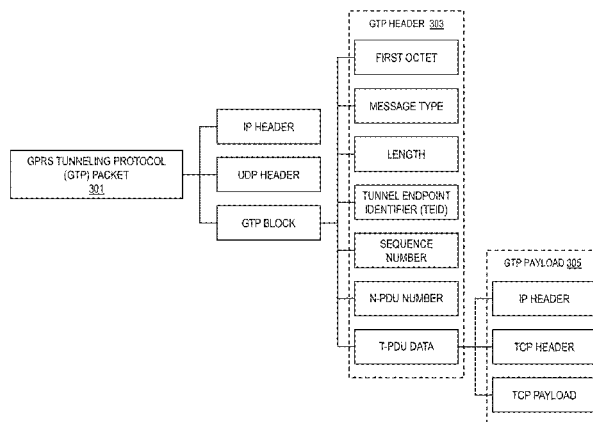 GTP HEADER 303
FIRST OCTET
MESSAGE TYPE
LENGTH
TUNNEL ENDPOINT
IDENTIFIER (TEID)
SEQUENCE
NUMBER
N-PDU NUMBER
T-PDU DATA
IP HEADER
UDP HEADER
GTP BLOCK
GPRS TUNNELING PROTOCOL
(GTP) PACKET
301
GTP PAYLOAD 305
IP HEADER
TCP HEADER
TCP PAYLOAD